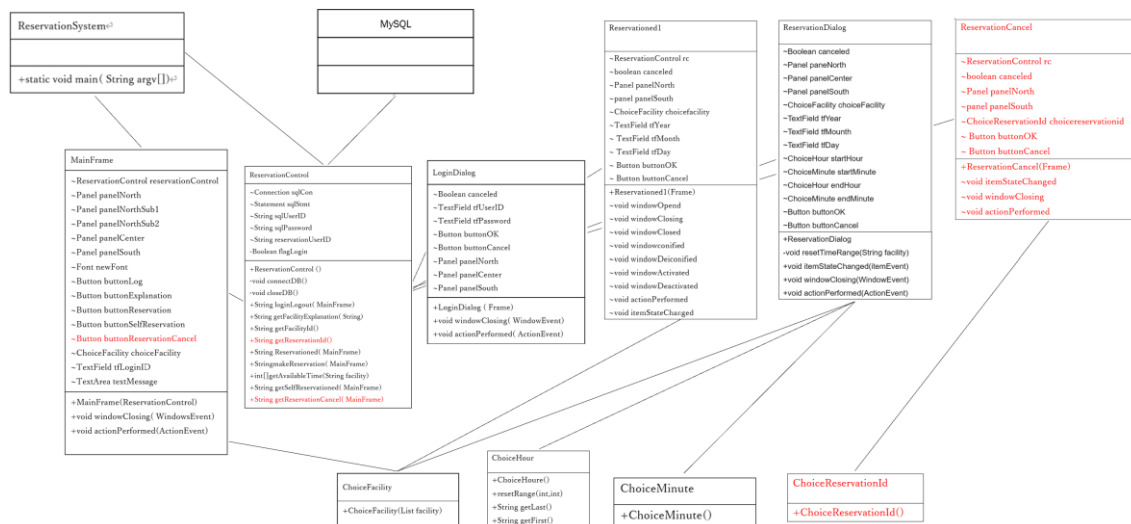 ReservationSystem↵
+static void main( String argv[])↵
MySQL
Reservationed1
~ReservationControl rc
~boolean canceled
~Panel panelNorth
~panel panelSouth
~ChoiceFacility choicefacility
~TextField tfYear
~ TextField tfMonth
~ TextField tfDay
~ Button buttonOK
~ Button buttonCancel
+Reservationed1(Frame)
~void windowOpend
~void windowClosing
~void windowClosed
~void windowconified
~void windowDeiconified
~void windowActivated
~void windowDeactivated
~void actionPerformed
~void itemStateChanged
ReservationDialog
~Boolean canceled
~Panel paneNorth
~Panel panelCenter
~Panel panelSouth
~ChoiceFacility choiceFacility
~TextField tfYear
~TextField tfMounth
~TextField tfDay
~ChoiceHour startHour
~ChoiceMinute startMinute
~ChoiceHour endHour
~ChoiceMinute endMinute
~Button buttonOK
~Button buttonCancel
+ReservationDialog
-void resetTimeRange(String facility)
+void itemStateChanged(itemEvent)
+void windowClosing(WindowEvent)
+void actionPerformed(ActionEvent)
ReservationCancel
~ReservationControl rc
~boolean canceled
~Panel panelNorth
~panel panelSouth
~ChoiceReservationId choicereservationid
~ Button buttonOK
~ Button buttonCancel
+ReservationCancel(Frame)
~void itemStateChanged
~void windowClosing
~void actionPerformed
MainFrame
~ReservationControl reservationControl
~Panel panelNorth
~Panel panelNorthSub1
~Panel panelNorthSub2
~Panel panelCenter
~Panel panelSouth
~Font newFont
~Button buttonLog
~Button buttonExplanation
~Button buttonReservation
~Button buttonSelfReservation
~Button buttonReservationCancel
~ChoiceFacility choiceFacility
~TextField tfLoginID
~TextArea textMessage
+MainFrame(ReservationControl)
+void windowClosing( WindowsEvent)
+void actionPerformed(ActionEvent)
ReservationControl
~Connection sqlCon
~Statement sqlStmt
~String sqlUserID
~String sqlPassword
~String reservationUserID
-Boolean flagLogin
+ReservationControl ()
-void connectDB()
-void closeDB()
+String loginLogout( MainFrame)
+String getFacilityExplanation( String)
+String getFacilityId()
+String getReservationId()
+String Reservationed( MainFrame)
+StringmakeReservation( MainFrame)
+int[]getAvailableTime(String facility)
+String getSelfReservationed( MainFrame)
+String getReservationCancel( MainFrame)
LoginDialog
~Boolean canceled
~TextField tfUserID
~TextField tfPassword
~Button buttonOK
~Button buttonCancel
~Panel panelNorth
~Panel panelCenter
~Panel panelSouth
+LoginDialog ( Frame)
+void windowClosing( WindowEvent)
+void actionPerformed( ActionEvent)
ChoiceFacility
+ChoiceFacility(List facility)
ChoiceHour
+ChoiceHoure()
+resetRange(int,int)
+String getLast()
+String getFirst()
ChoiceMinute
+ChoiceMinute()
ChoiceReservationId
+ChoiceReservationId()